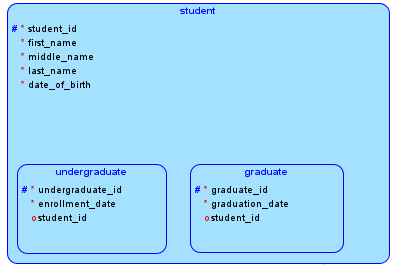 student
# * student_id
* first_name
* middle_name
* last_name
* date_of_birth
undergraduate
# * undergraduate_id
* enrollment_date
o student_id
graduate
# * graduate_id
* graduation_date
o student_id